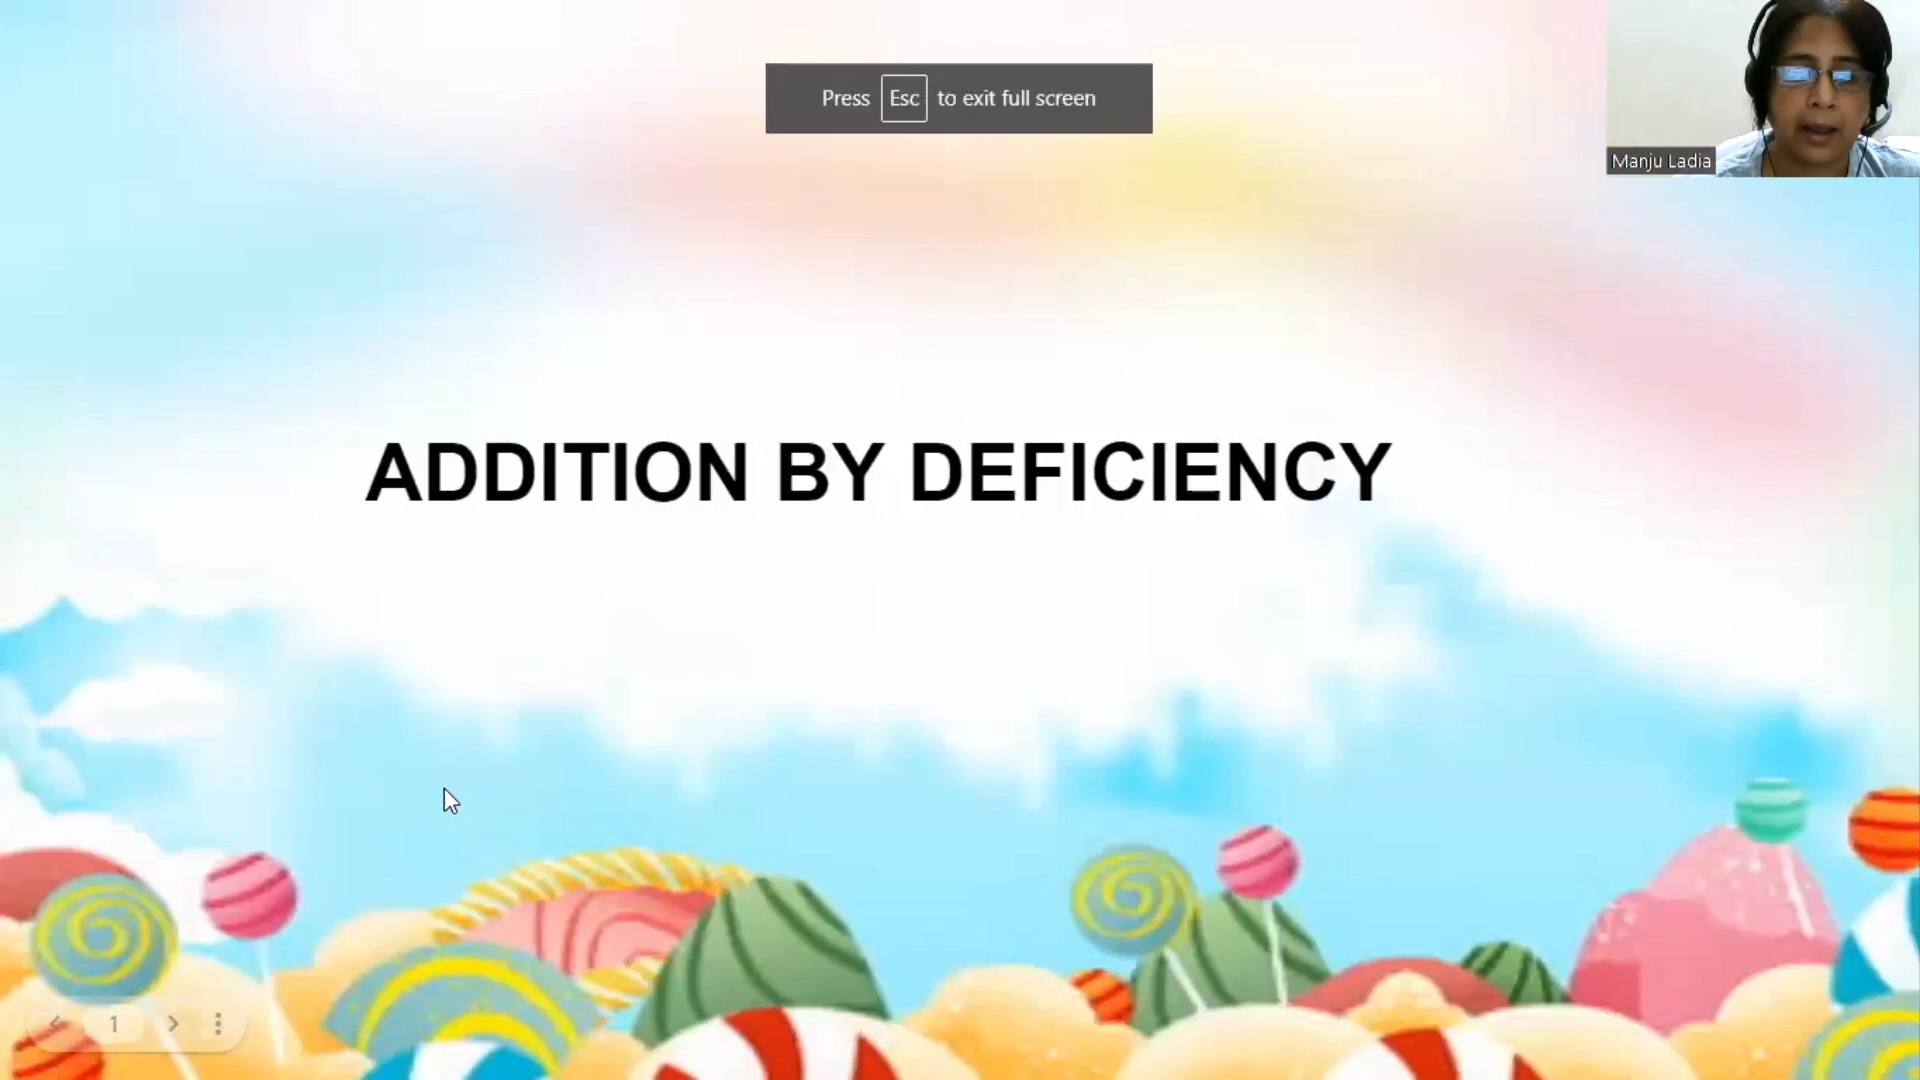 Press Esc to exit full screen
Manju Ladia
ADDITION BY DEFICIENCY
1